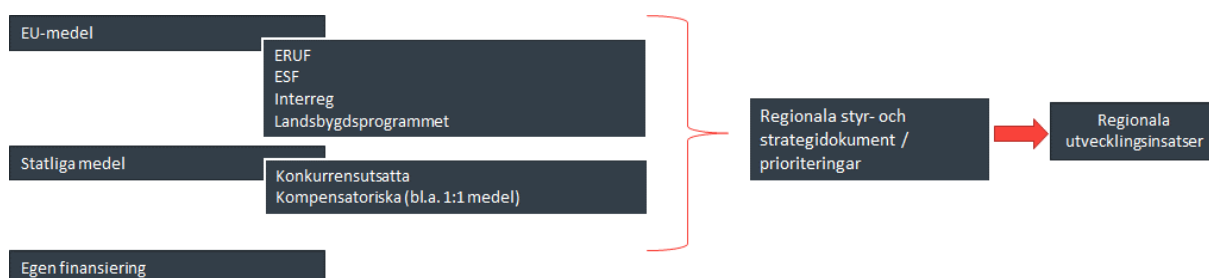 EU-medel
ERUF
ESF
Interreg
Landsbygdsprogrammet
Statliga medel
Konkurrensutsatta
Kompensatoriska (bl.a. 1:1 medel)
Egen finansiering
Regionala styr- och
strategidokument /
prioriteringar
Regionala
utvecklingsinsatser